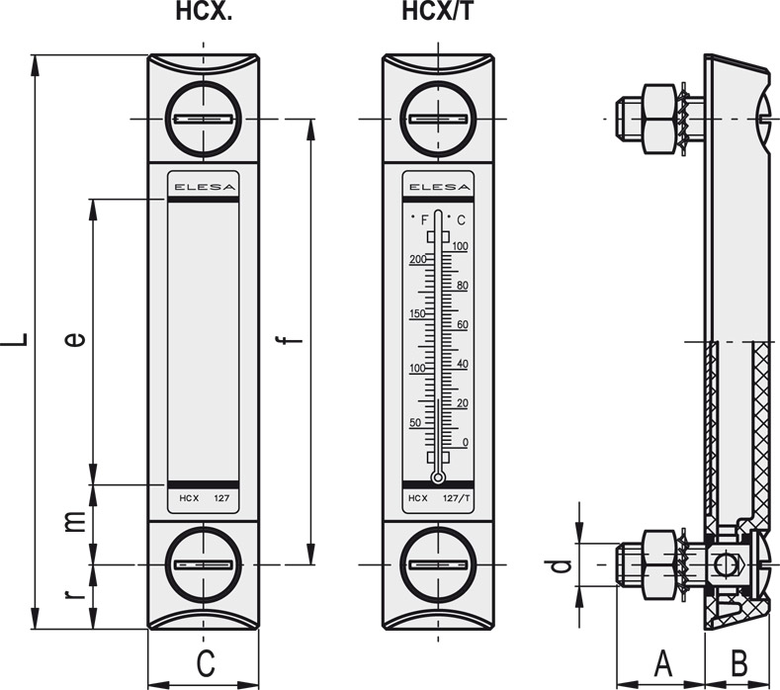 HCX.
HCX/T
ELESA
ELESA
° F ° C
100
200
80
150
60
100
40
20
50
0
HCX 127
HCX 127/T
L
e
f
m
r
d
C
A
B